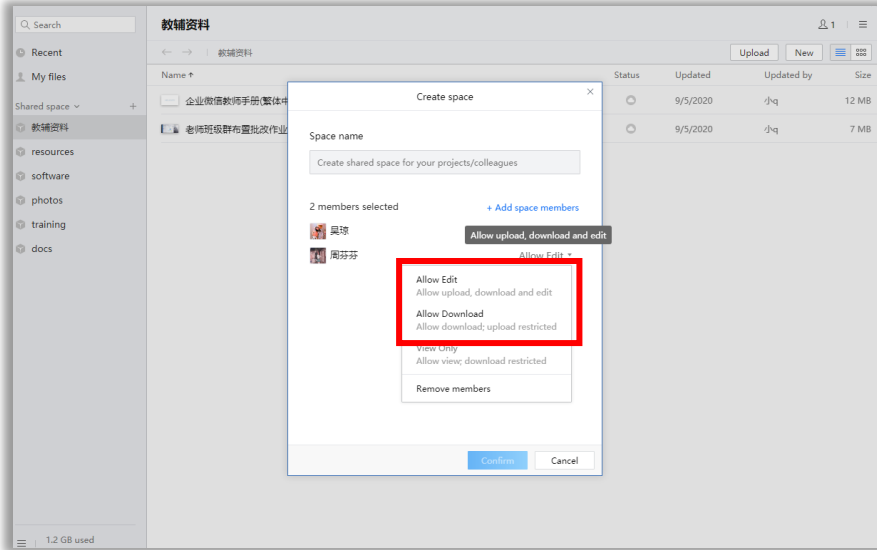 Search
教辅资料
1
Recent
教辅资料
Upload
New
My files
Name
Status
Updated
Updated by
Size
Shared space
企业微信教师手册(繁体中
9/5/2020
小q
12 MB
教辅资料
老师班级群布置批改作业
9/5/2020
小q
7 MB
resources
software
photos
training
docs
Create space
Space name
Create shared space for your projects/colleagues
2 members selected
+ Add space members
吴琼
Allow upload, download and edit
周芬芬
Allow Edit
Allow Edit
Allow upload, download and edit
Allow Download
Allow download; upload restricted
View Only
Allow view; download restricted
Remove members
Confirm
Cancel
1.2 GB used